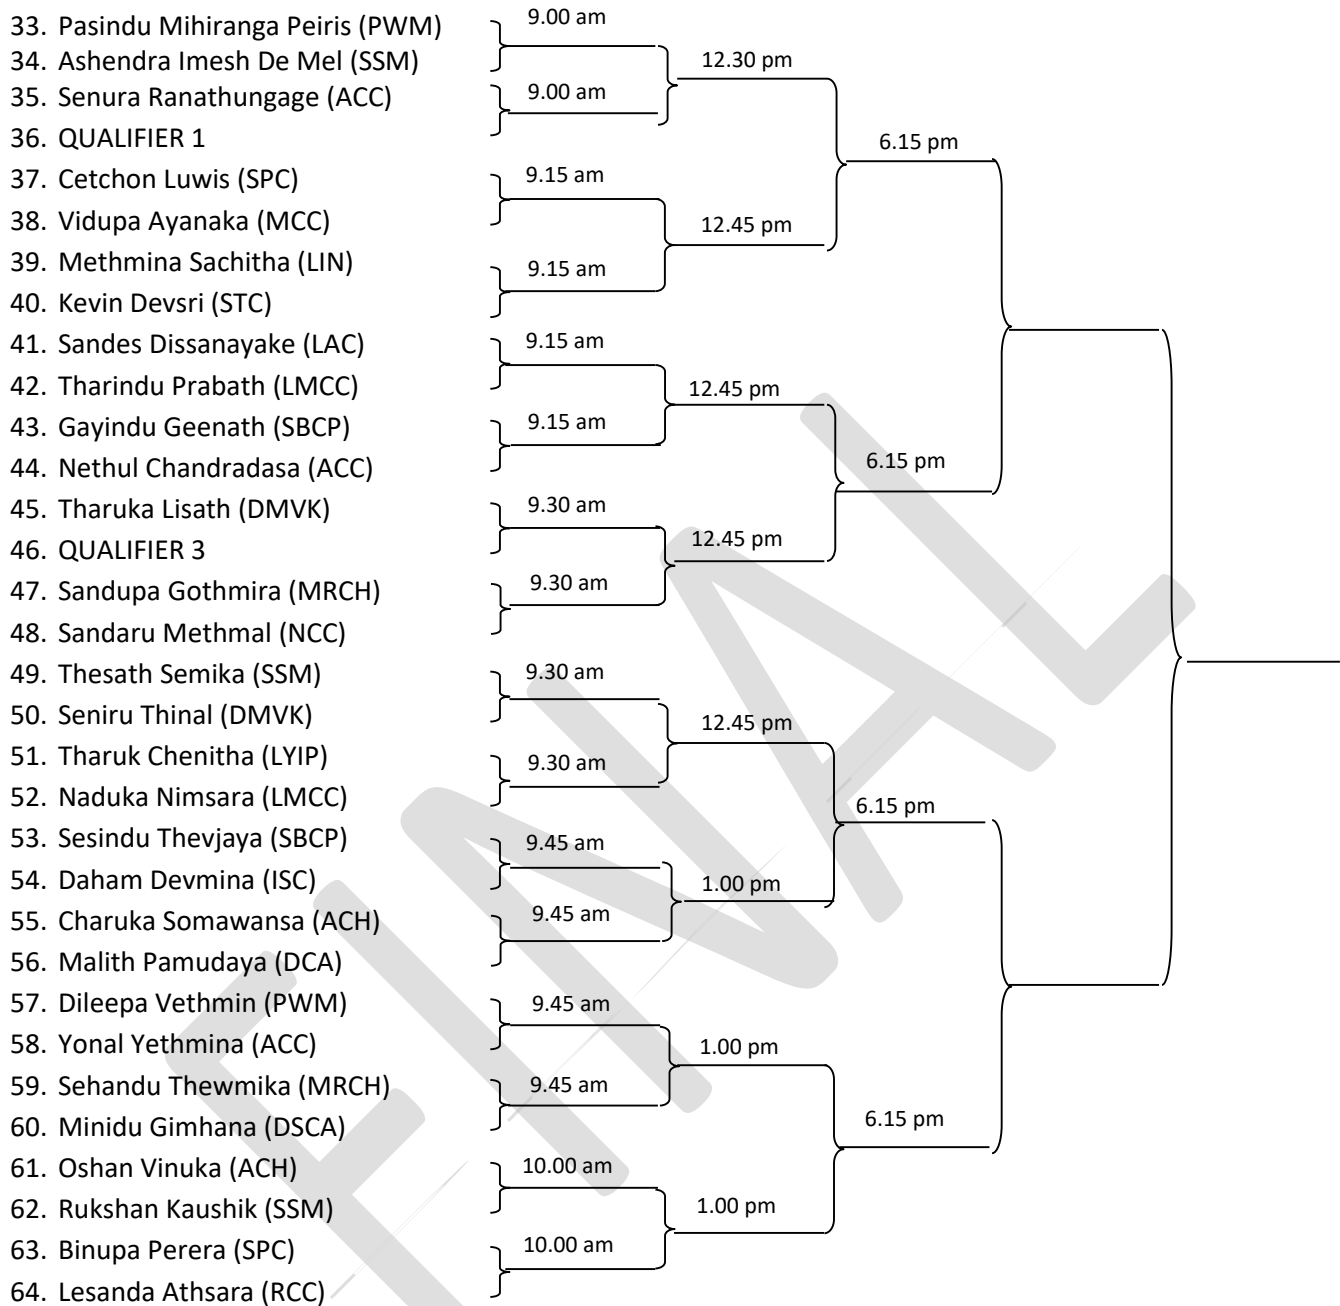 33. Pasindu Mihiranga Peiris (PWM)
34. Ashendra Imesh De Mel (SSM)
35. Senura Ranathungage (ACC)
36. QUALIFIER 1
37. Cetchon Luwis (SPC)
38. Vidupa Ayanaka (MCC)
39. Methmina Sachitha (LIN)
40. Kevin Devsri (STC)
41. Sandes Dissanayake (LAC)
42. Tharindu Prabath (LMCC)
43. Gayindu Geenath (SBCP)
44. Nethul Chandradasa (ACC)
45. Tharuka Lisath (DMVK)
46. QUALIFIER 3
47. Sandupa Gothmira (MRCH)
48. Sandaru Methmal (NCC)
49. Thesath Semika (SSM)
50. Seniru Thinal (DMVK)
51. Tharuk Chenitha (LYIP)
52. Naduka Nimsara (LMCC)
53. Sesindu Thevjaya (SBCP)
54. Daham Devmina (ISC)
55. Charuka Somawansa (ACH)
56. Malith Pamudaya (DCA)
57. Dileepa Vethmin (PWM)
58. Yonal Yethmina (ACC)
59. Sehandu Thewmika (MRCH)
60. Minidu Gimhana (DSCA)
61. Oshan Vinuka (ACH)
62. Rukshan Kaushik (SSM)
63. Binupa Perera (SPC)
64. Lesanda Athsara (RCC)
9.00 am
9.00 am
9.15 am
9.15 am
9.15 am
9.15 am
9.30 am
9.30 am
9.30 am
9.30 am
9.45 am
9.45 am
9.45 am
9.45 am
10.00 am
10.00 am
12.30 pm
12.45 pm
12.45 pm
12.45 pm
12.45 pm
1.00 pm
1.00 pm
1.00 pm
6.15 pm
6.15 pm
6.15 pm
6.15 pm
FINAL